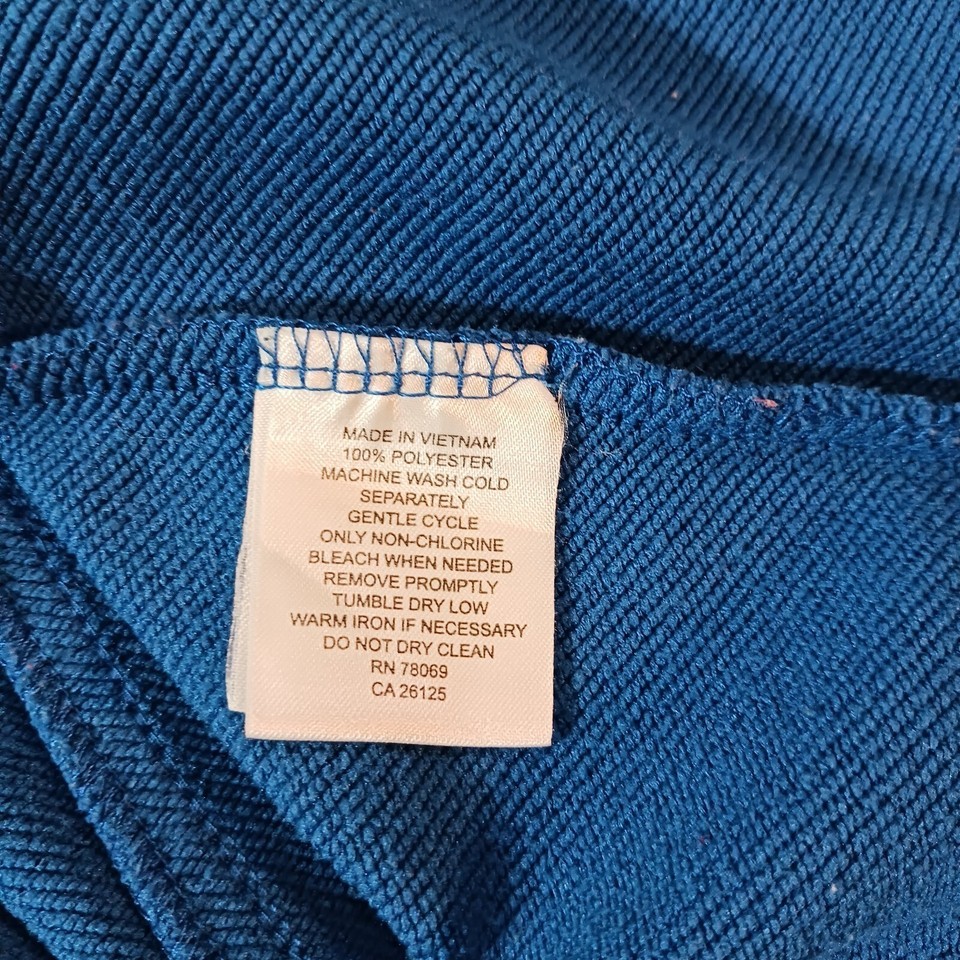 MADE IN VIETNAM
100% POLYESTER
MACHINE WASH COLD
SEPARATELY
GENTLE CYCLE
ONLY NON-CHLORINE
BLEACH WHEN NEEDED
REMOVE PROMPTLY
TUMBLE DRY LOW
WARM IRON IF NECESSARY
DO NOT DRY CLEAN
RN 78069
CA 26125